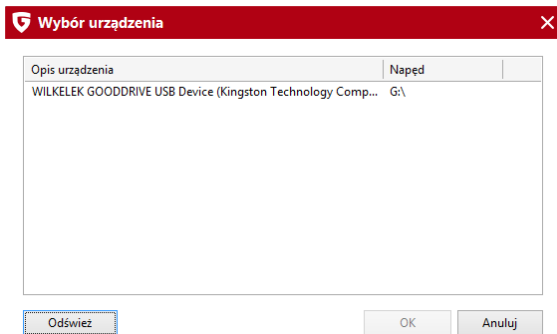 Wybór urządzenia
Opis urządzenia Napęd
WILKELEK GOODDRIVE USB Device (Kingston Technology Comp... G:\
Odśwież OK Anuluj